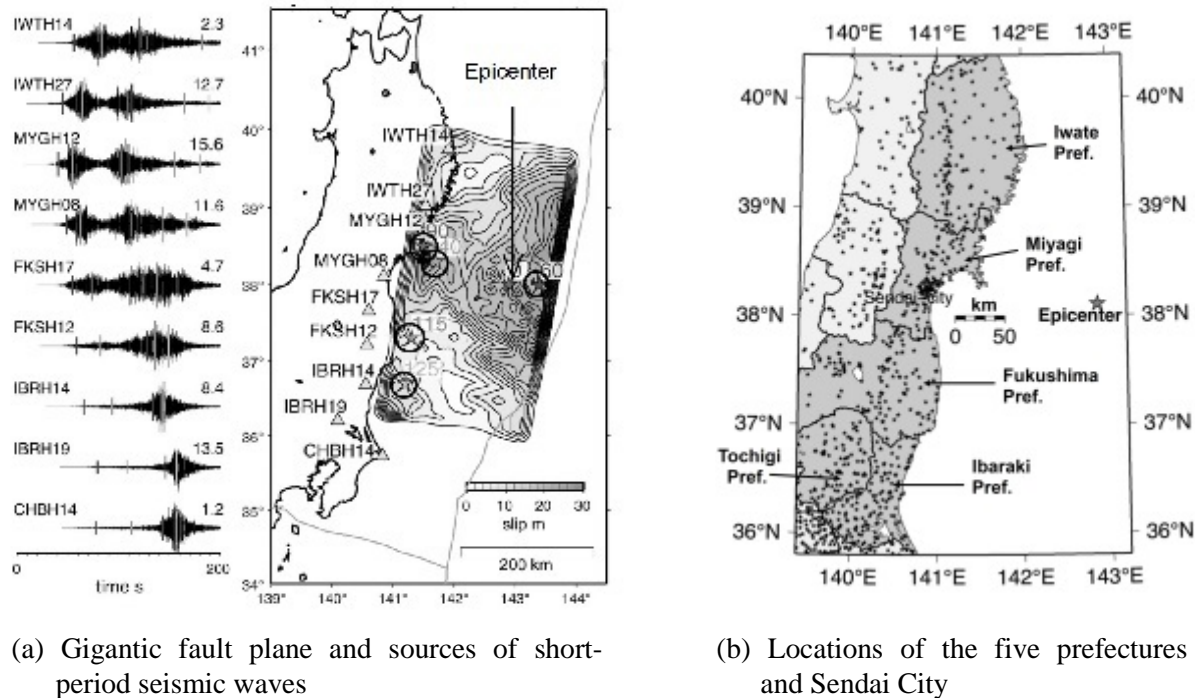 IWTH14 2.3
IWTH27 12.7
MYGH12 15.6
MYGH08 11.6
FKSH17 4.7
FKSH12 8.6
IBRH14 8.4
IBRH19 13.5
CHBH14 1.2
0 200
time s
41°
40°
39°
38°
37°
36°
35°
34°
139° 140° 141° 142° 143° 144°
Epicenter
IWTH14
IWTH27
MYGH12
MYGH08
FKSH17
FKSH12
115
IBRH14
125
IBRH19
CHBH14
0 10 20 30
slip m
200 km
(a) Gigantic fault plane and sources of short-
period seismic waves
140°E 141°E 142°E 143°E
40°N 40°N
Iwate
Pref.
39°N 39°N
Miyagi
Pref.
Sendai City
km
0 50
Epicenter
38°N 38°N
Fukushima
Pref.
37°N 37°N
Tochigi
Pref.
Ibaraki
Pref.
36°N 36°N
140°E 141°E 142°E 143°E
(b) Locations of the five prefectures
and Sendai City